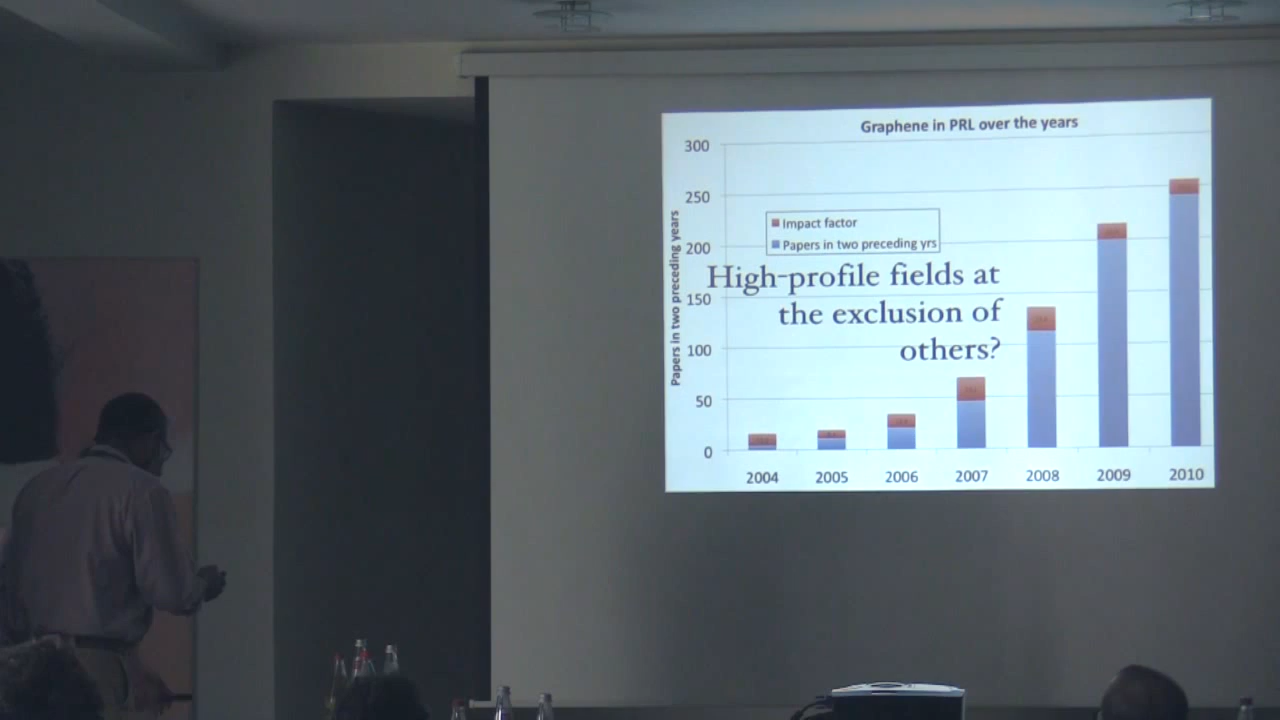 Graphene in PRL over the years
300
250
200
150
100
50
0
Papers in two preceding years
Impact factor
Papers in two preceding yrs
High-profile fields at
the exclusion of
others?
2004 2005 2006 2007 2008 2009 2010